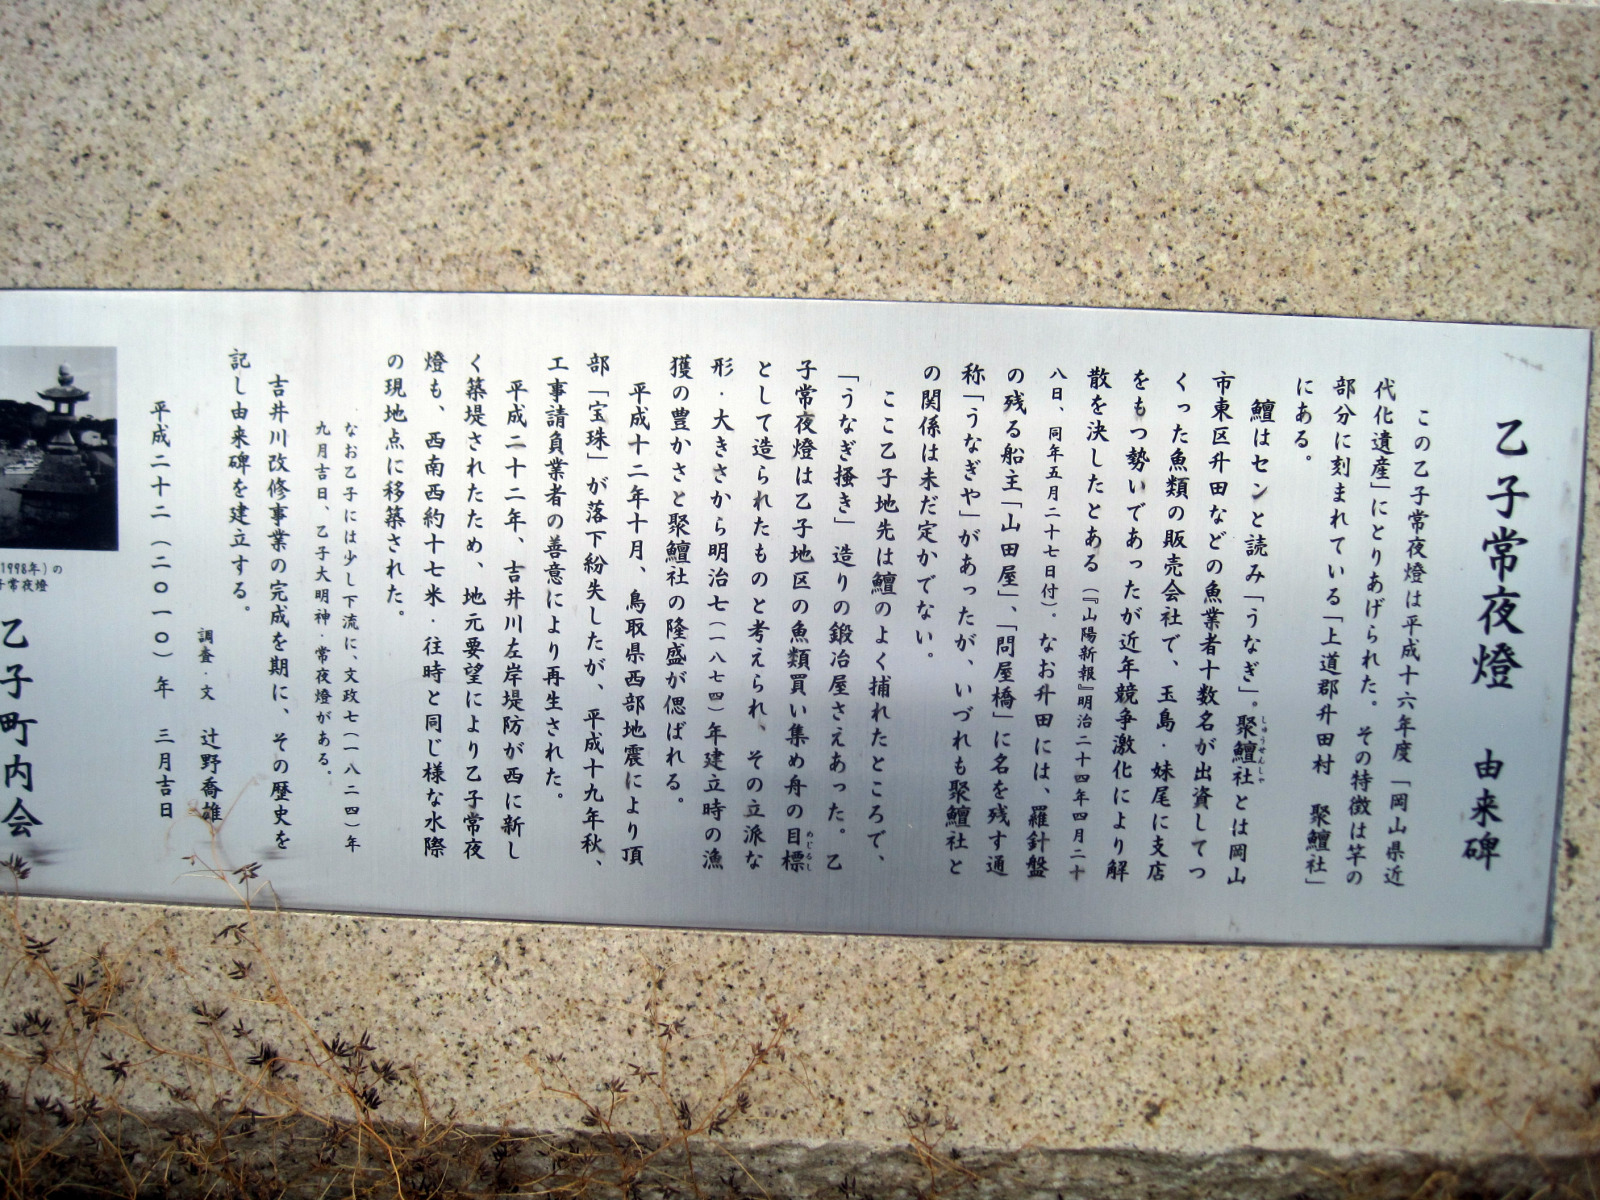 乙子常夜燈　由来碑
この乙子常夜燈は平成十六年度「岡山県近
代化遺産」にとりあげられた。その特徴は竿の
部分に刻まれている「上道郡升田村　聚鱣社」
にある。
鱣はセンと読み「うなぎ」。聚鱣社とは岡山
しゅうせんしゃ
市東区升田などの魚業者十数名が出資してつ
くった魚類の販売会社で、玉島・妹尾に支店
をもつ勢いであったが近年競争激化により解
散を決したとある（『山陽新報』明治二十四年四月二十
八日、同年五月二十七日付）。なお升田には、羅針盤
の残る船主「山田屋」、「問屋橋」に名を残す通
称「うなぎや」があったが、いづれも聚鱣社と
の関係は未だ定かでない。
ここ乙子地先は鱣のよく捕れたところで、
「うなぎ掻き」造りの鍛冶屋さえあった。乙
子常夜燈は乙子地区の魚類買い集め舟の目標
めじるし
として造られたものと考えられ、その立派な
形・大きさから明治七（一八七四）年建立時の漁
獲の豊かさと聚鱣社の隆盛が偲ばれる。
平成十二年十月、鳥取県西部地震により頂
部「宝珠」が落下紛失したが、平成十九年秋、
工事請負業者の善意により再生された。
平成二十二年、吉井川左岸堤防が西に新し
く築堤されたため、地元要望により乙子常夜
燈も、西南西約十七米・往時と同じ様な水際
の現地点に移築された。
なお乙子には少し下流に、文政七（一八二四）年
九月吉日、乙子大明神・常夜燈がある。
吉井川改修事業の完成を期に、その歴史を
記し由来碑を建立する。
調査・文　辻野喬雄
平成二十二（二〇一〇）年　三月吉日
1998年）の
子常夜燈
乙子町内会